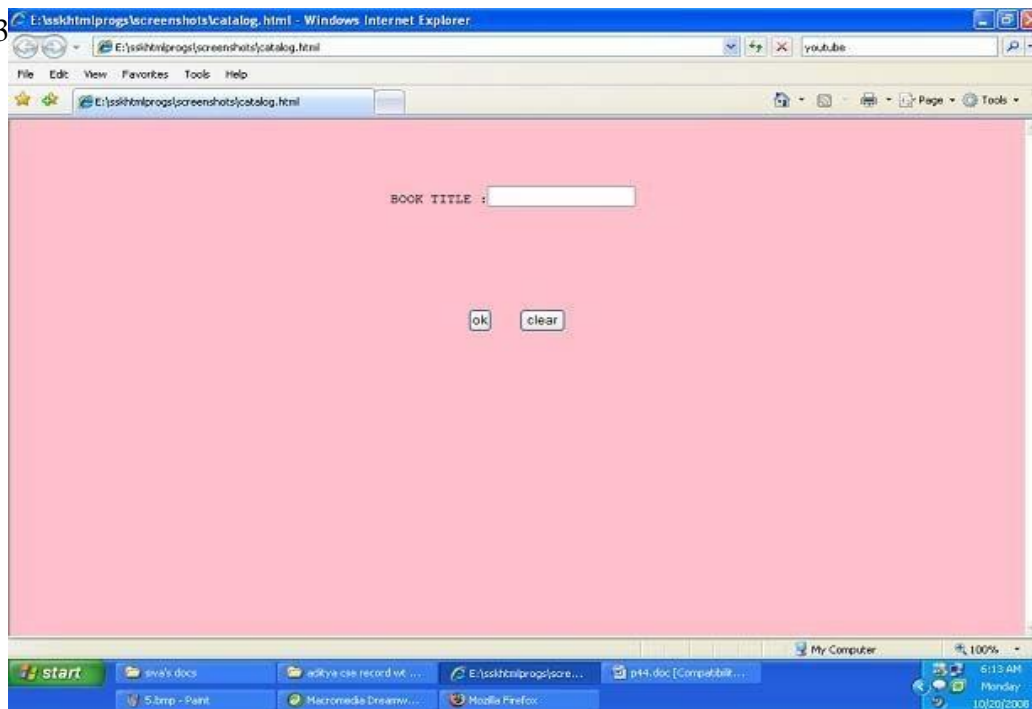 3
E:\sskhtmlprogs\screenshots\catalog.html - Windows Internet Explorer
E:\sskhtmlprogs\screenshots\catalog.html youtube
File Edit View Favorites Tools Help
E:\sskhtmlprogs\screenshots\catalog.html Page Tools
BOOK TITLE :
ok clear
My Computer 100%
start siva's docs aditya cse record wt ... E:\sskhtmlprogs\scre... p44.doc [Compatibilit... 6:13 AM
5.bmp - Paint Macromedia Dreamw... Mozilla Firefox Monday
10/20/2008